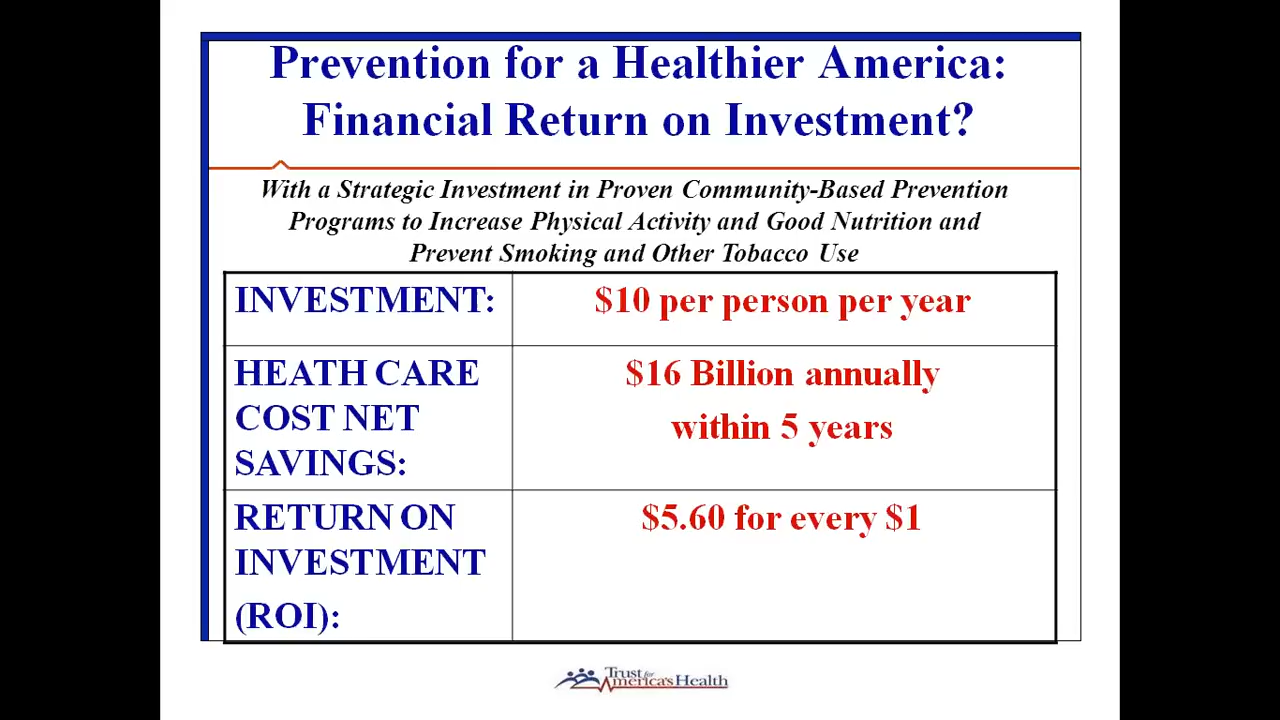 Prevention for a Healthier America:
Financial Return on Investment?
With a Strategic Investment in Proven Community-Based Prevention
Programs to Increase Physical Activity and Good Nutrition and
Prevent Smoking and Other Tobacco Use
INVESTMENT:
$10 per person per year
HEATH CARE
COST NET
SAVINGS:
$16 Billion annually
within 5 years
RETURN ON
INVESTMENT
(ROI):
$5.60 for every $1
Trust for
America's Health